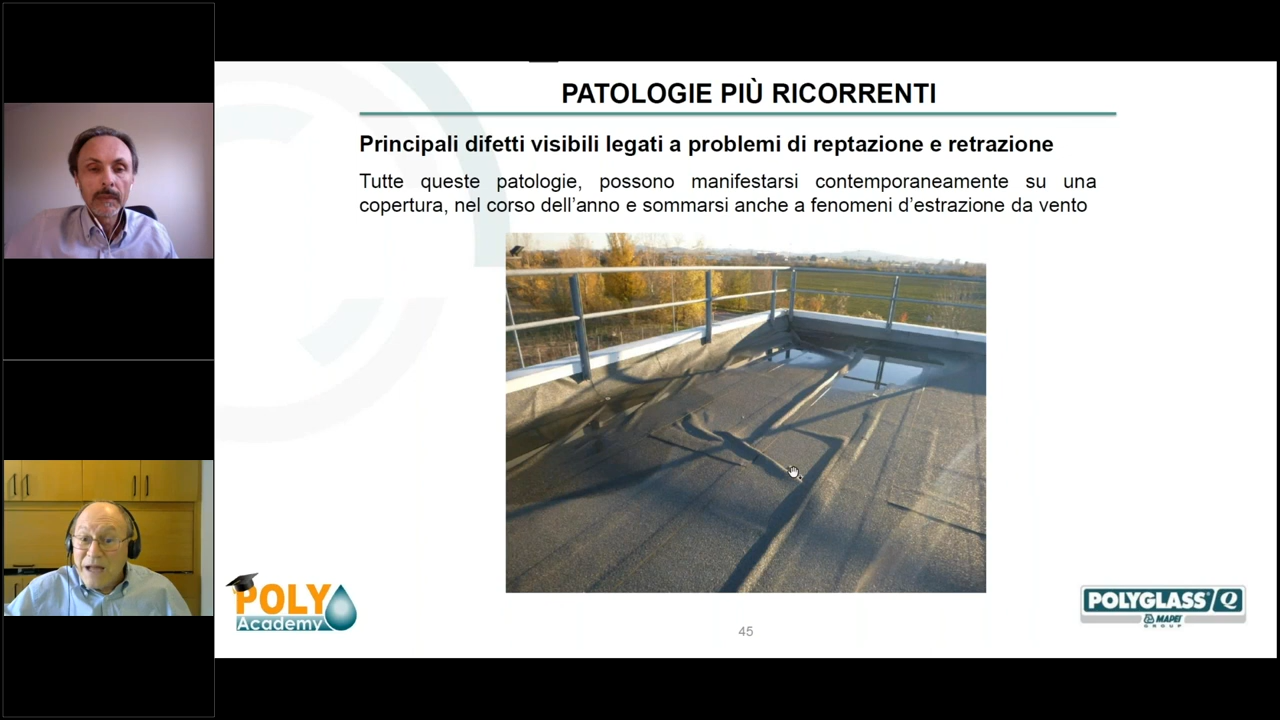 PATOLOGIE PIÙ RICORRENTI
Principali difetti visibili legati a problemi di reptazione e retrazione
Tutte queste patologie, possono manifestarsi contemporaneamente su una
copertura, nel corso dell’anno e sommarsi anche a fenomeni d’estrazione da vento
POLY
Academy
POLYGLASS
MAPEI
GROUP
45